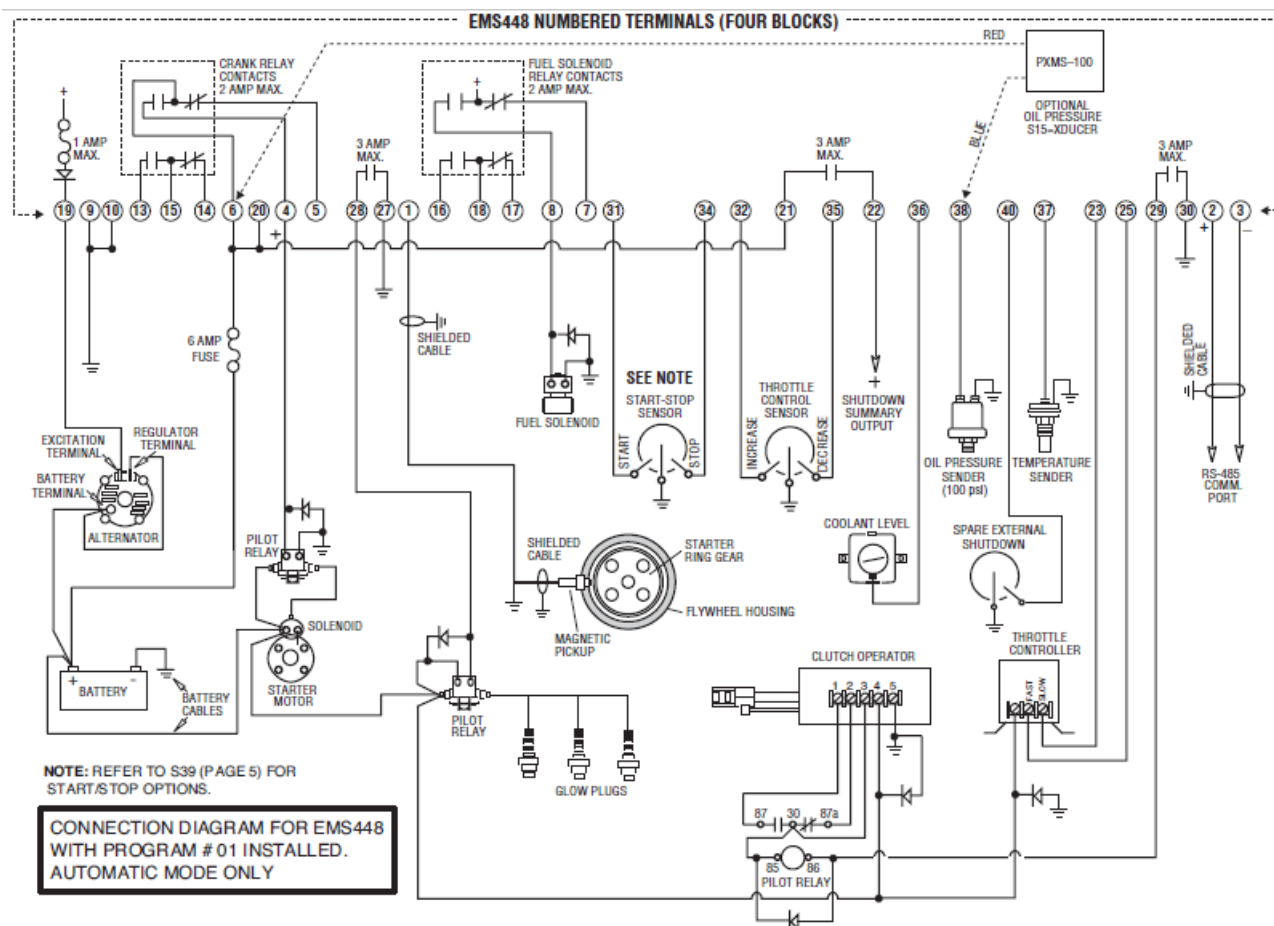 EMS448 NUMBERED TERMINALS (FOUR BLOCKS)
RED
PXMS–100
OPTIONAL
OIL PRESSURE
S15=XDUCER
BLUE
CRANK RELAY
CONTACTS
2 AMP MAX.
FUEL SOLENOID
RELAY CONTACTS
2 AMP MAX.
+
1 AMP
MAX.
+
3 AMP
MAX.
3 AMP
MAX.
3 AMP
MAX.
19 9 10 13 15 14 6 20 4 5 28 27 1 16 18 17 8 7 31 34 32 21 35 22 36 38 40 37 23 25 29 30 2 3
+
+
–
SHIELDED
CABLE
6 AMP
FUSE
FUEL SOLENOID
SEE NOTE
START-STOP
SENSOR
START
STOP
THROTTLE
CONTROL
SENSOR
INCREASE
DECREASE
+
SHUTDOWN
SUMMARY
OUTPUT
SHIELDED
CABLE
OIL PRESSURE
SENDER
(100 psi)
TEMPERATURE
SENDER
RS-485
COMM.
PORT
EXCITATION
TERMINAL
REGULATOR
TERMINAL
BATTERY
TERMINAL
ALTERNATOR
PILOT
RELAY
SHIELDED
CABLE
STARTER
RING GEAR
FLYWHEEL HOUSING
MAGNETIC
PICKUP
COOLANT LEVEL
SPARE EXTERNAL
SHUTDOWN
SOLENOID
STARTER
MOTOR
+ –
BATTERY
BATTERY
CABLES
PILOT
RELAY
GLOW PLUGS
CLUTCH OPERATOR
1 2 3 4 5
THROTTLE
CONTROLLER
FAST
SLOW
87 30 87a
85 86
PILOT RELAY
NOTE: REFER TO S39 (PAGE 5) FOR
START/STOP OPTIONS.
CONNECTION DIAGRAM FOR EMS448
WITH PROGRAM # 01 INSTALLED.
AUTOMATIC MODE ONLY